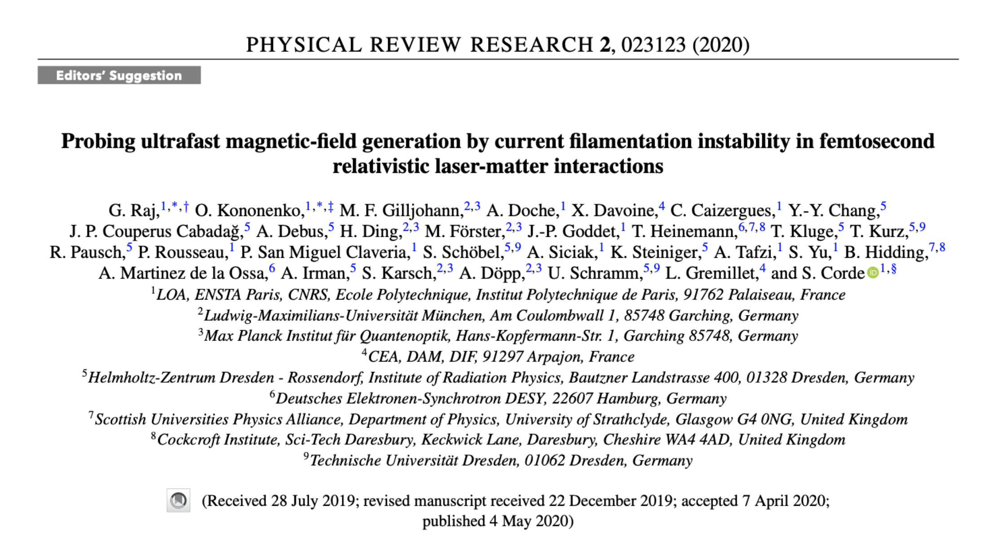 PHYSICAL REVIEW RESEARCH 2, 023123 (2020)
Editors' Suggestion
Probing ultrafast magnetic-field generation by current filamentation instability in femtosecond
relativistic laser-matter interactions
G. Raj,1,*,† O. Kononenko,1,*,‡ M. F. Gilljohann,2,3 A. Doche,1 X. Davoine,4 C. Caizergues,1 Y.-Y. Chang,5
J. P. Couperus Cabadağ,5 A. Debus,5 H. Ding,2,3 M. Förster,2,3 J.-P. Goddet,1 T. Heinemann,6,7,8 T. Kluge,5 T. Kurz,5,9
R. Pausch,5 P. Rousseau,1 P. San Miguel Claveria,1 S. Schöbel,5,9 A. Siciak,1 K. Steiniger,5 A. Tafzi,1 S. Yu,1 B. Hidding,7,8
A. Martinez de la Ossa,6 A. Irman,5 S. Karsch,2,3 A. Döpp,2,3 U. Schramm,5,9 L. Gremillet,4 and S. Corde iD 1,§
1LOA, ENSTA Paris, CNRS, Ecole Polytechnique, Institut Polytechnique de Paris, 91762 Palaiseau, France
2Ludwig-Maximilians-Universität München, Am Coulombwall 1, 85748 Garching, Germany
3Max Planck Institut für Quantenoptik, Hans-Kopfermann-Str. 1, Garching 85748, Germany
4CEA, DAM, DIF, 91297 Arpajon, France
5Helmholtz-Zentrum Dresden - Rossendorf, Institute of Radiation Physics, Bautzner Landstrasse 400, 01328 Dresden, Germany
6Deutsches Elektronen-Synchrotron DESY, 22607 Hamburg, Germany
7Scottish Universities Physics Alliance, Department of Physics, University of Strathclyde, Glasgow G4 0NG, United Kingdom
8Cockcroft Institute, Sci-Tech Daresbury, Keckwick Lane, Daresbury, Cheshire WA4 4AD, United Kingdom
9Technische Universität Dresden, 01062 Dresden, Germany
(Received 28 July 2019; revised manuscript received 22 December 2019; accepted 7 April 2020;
published 4 May 2020)